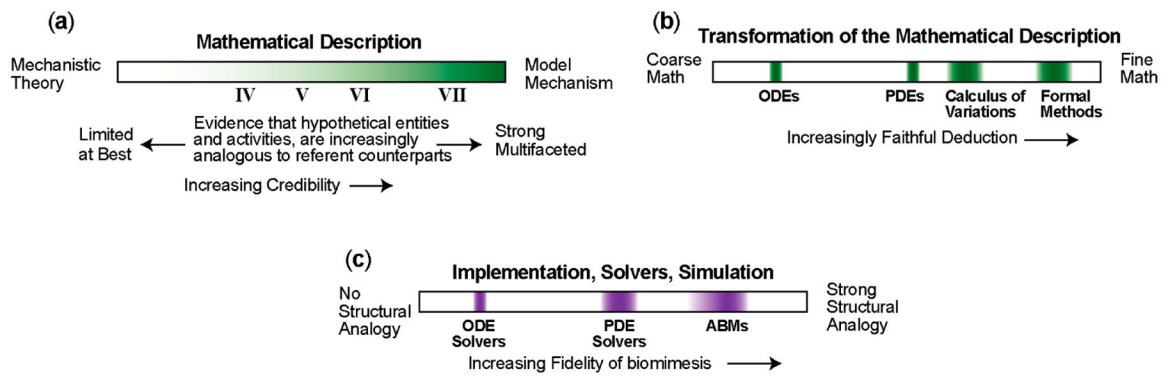 (a)
Mathematical Description
Mechanistic
Theory
Model
Mechanism
IV V VI VII
Limited
at Best
Evidence that hypothetical entities
and activities, are increasingly
analogous to referent counterparts
Strong
Multifaceted
Increasing Credibility
(b)
Transformation of the Mathematical Description
Coarse
Math
Fine
Math
ODEs
PDEs
Calculus of
Variations
Formal
Methods
Increasingly Faithful Deduction
(c)
Implementation, Solvers, Simulation
No
Structural
Analogy
Strong
Structural
Analogy
ODE
Solvers
PDE
Solvers
ABMs
Increasing Fidelity of biomimesis